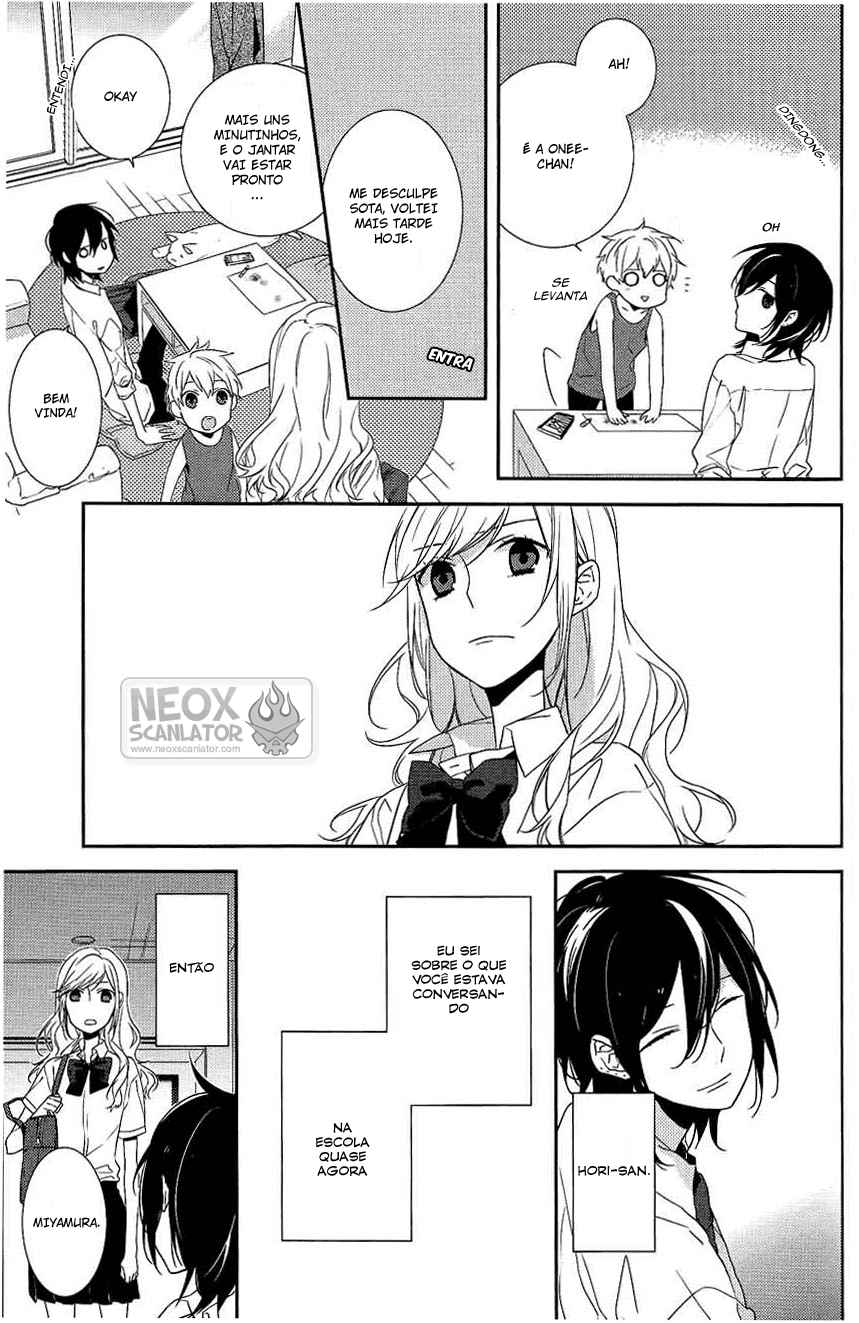 AH!
É A ONEE-
CHAN!
DINGDONG...
OH
SE
LEVANTA
ME DESCULPE
SOTA, VOLTEI
MAIS TARDE
HOJE.
ENTRA
MAIS UNS
MINUTINHOS,
E O JANTAR
VAI ESTAR
PRONTO
...
OKAY
ENTENDI...
BEM
VINDA!
NEOX
SCANLATOR
www.neoxscanlator.com
HORI-SAN.
EU SEI
SOBRE O QUE
VOCÊ ESTAVA
CONVERSAN-
DO
NA
ESCOLA
QUASE
AGORA
ENTÃO
MIYAMURA.